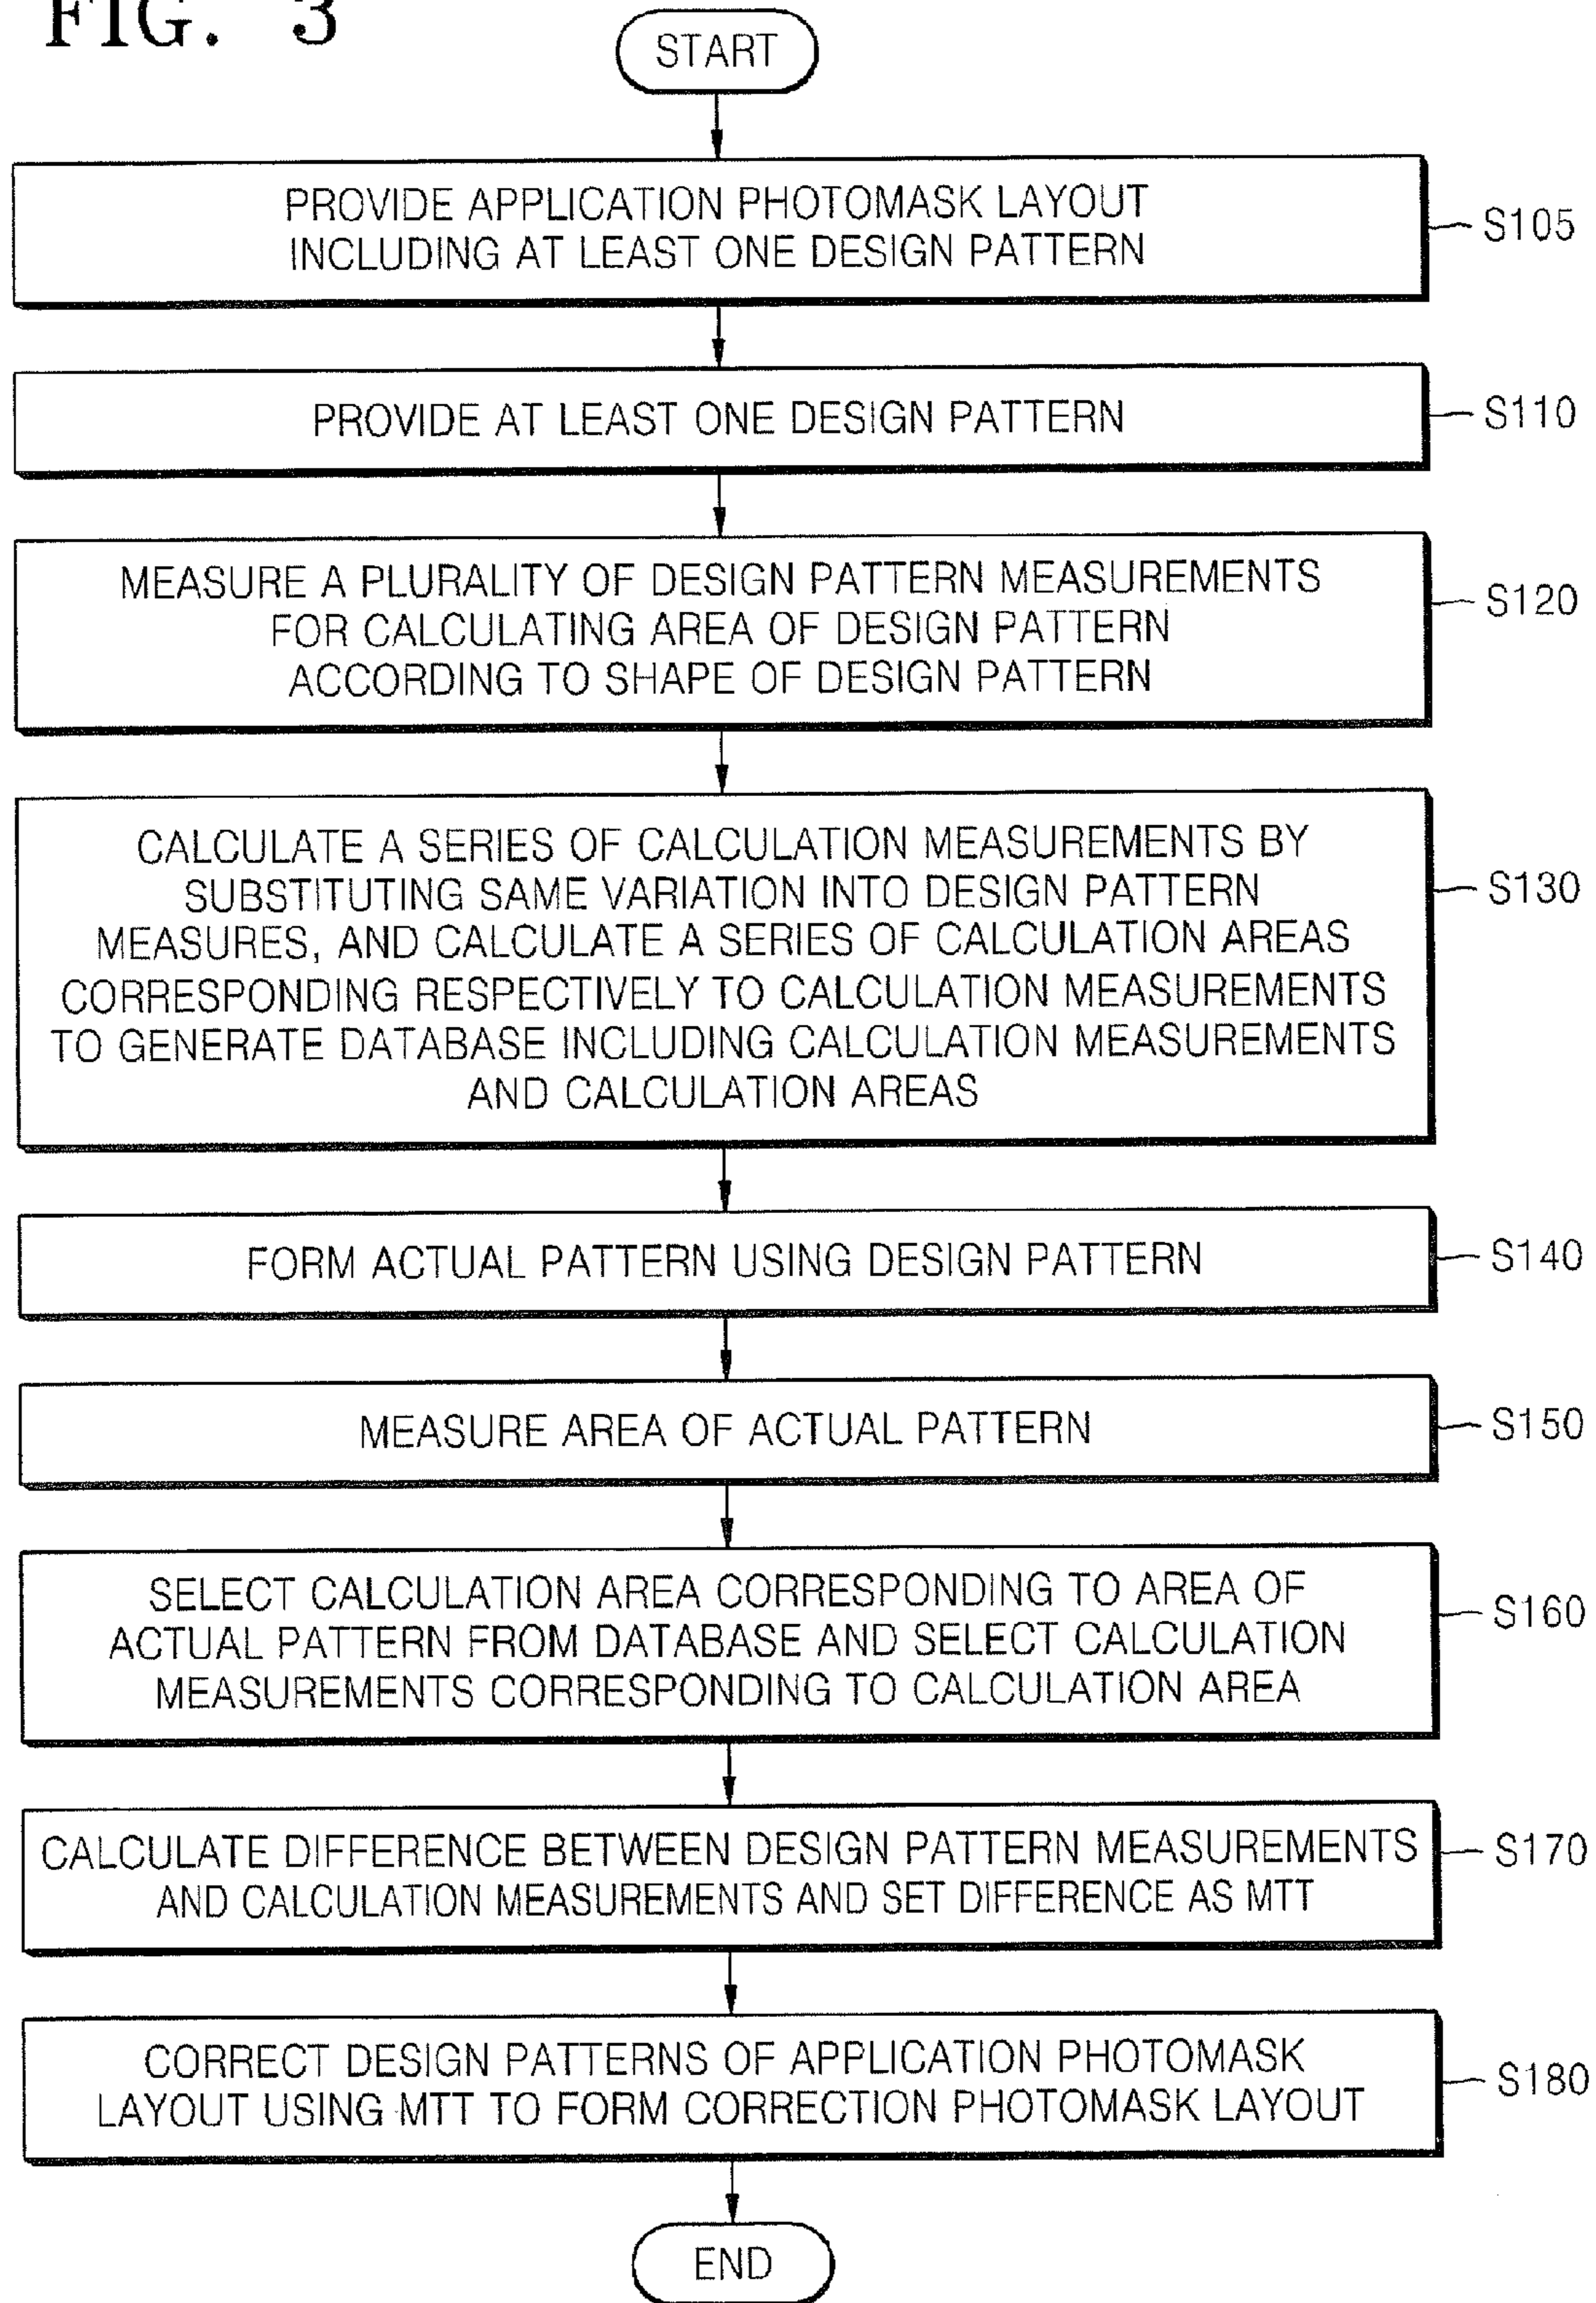 FIG. 3
START
PROVIDE APPLICATION PHOTOMASK LAYOUT
INCLUDING AT LEAST ONE DESIGN PATTERN
S105
PROVIDE AT LEAST ONE DESIGN PATTERN
S110
MEASURE A PLURALITY OF DESIGN PATTERN MEASUREMENTS
FOR CALCULATING AREA OF DESIGN PATTERN
ACCORDING TO SHAPE OF DESIGN PATTERN
S120
CALCULATE A SERIES OF CALCULATION MEASUREMENTS BY
SUBSTITUTING SAME VARIATION INTO DESIGN PATTERN
MEASURES, AND CALCULATE A SERIES OF CALCULATION AREAS
CORRESPONDING RESPECTIVELY TO CALCULATION MEASUREMENTS
TO GENERATE DATABASE INCLUDING CALCULATION MEASUREMENTS
AND CALCULATION AREAS
S130
FORM ACTUAL PATTERN USING DESIGN PATTERN
S140
MEASURE AREA OF ACTUAL PATTERN
S150
SELECT CALCULATION AREA CORRESPONDING TO AREA OF
ACTUAL PATTERN FROM DATABASE AND SELECT CALCULATION
MEASUREMENTS CORRESPONDING TO CALCULATION AREA
S160
CALCULATE DIFFERENCE BETWEEN DESIGN PATTERN MEASUREMENTS
AND CALCULATION MEASUREMENTS AND SET DIFFERENCE AS MTT
S170
CORRECT DESIGN PATTERNS OF APPLICATION PHOTOMASK
LAYOUT USING MTT TO FORM CORRECTION PHOTOMASK LAYOUT
S180
END